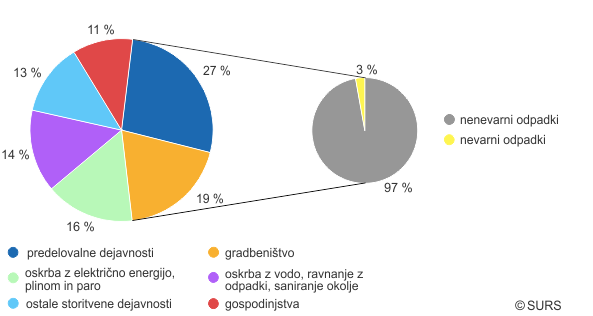 11 %
27 %
13 %
14 %
19 %
16 %
3 %
97 %
nenevarni odpadki
nevarni odpadki
predelovalne dejavnosti
gradbeništvo
oskrba z električno energijo,
plinom in paro
oskrba z vodo, ravnanje z
odpadki, saniranje okolje
ostale storitvene dejavnosti
gospodinjstva
© SURS